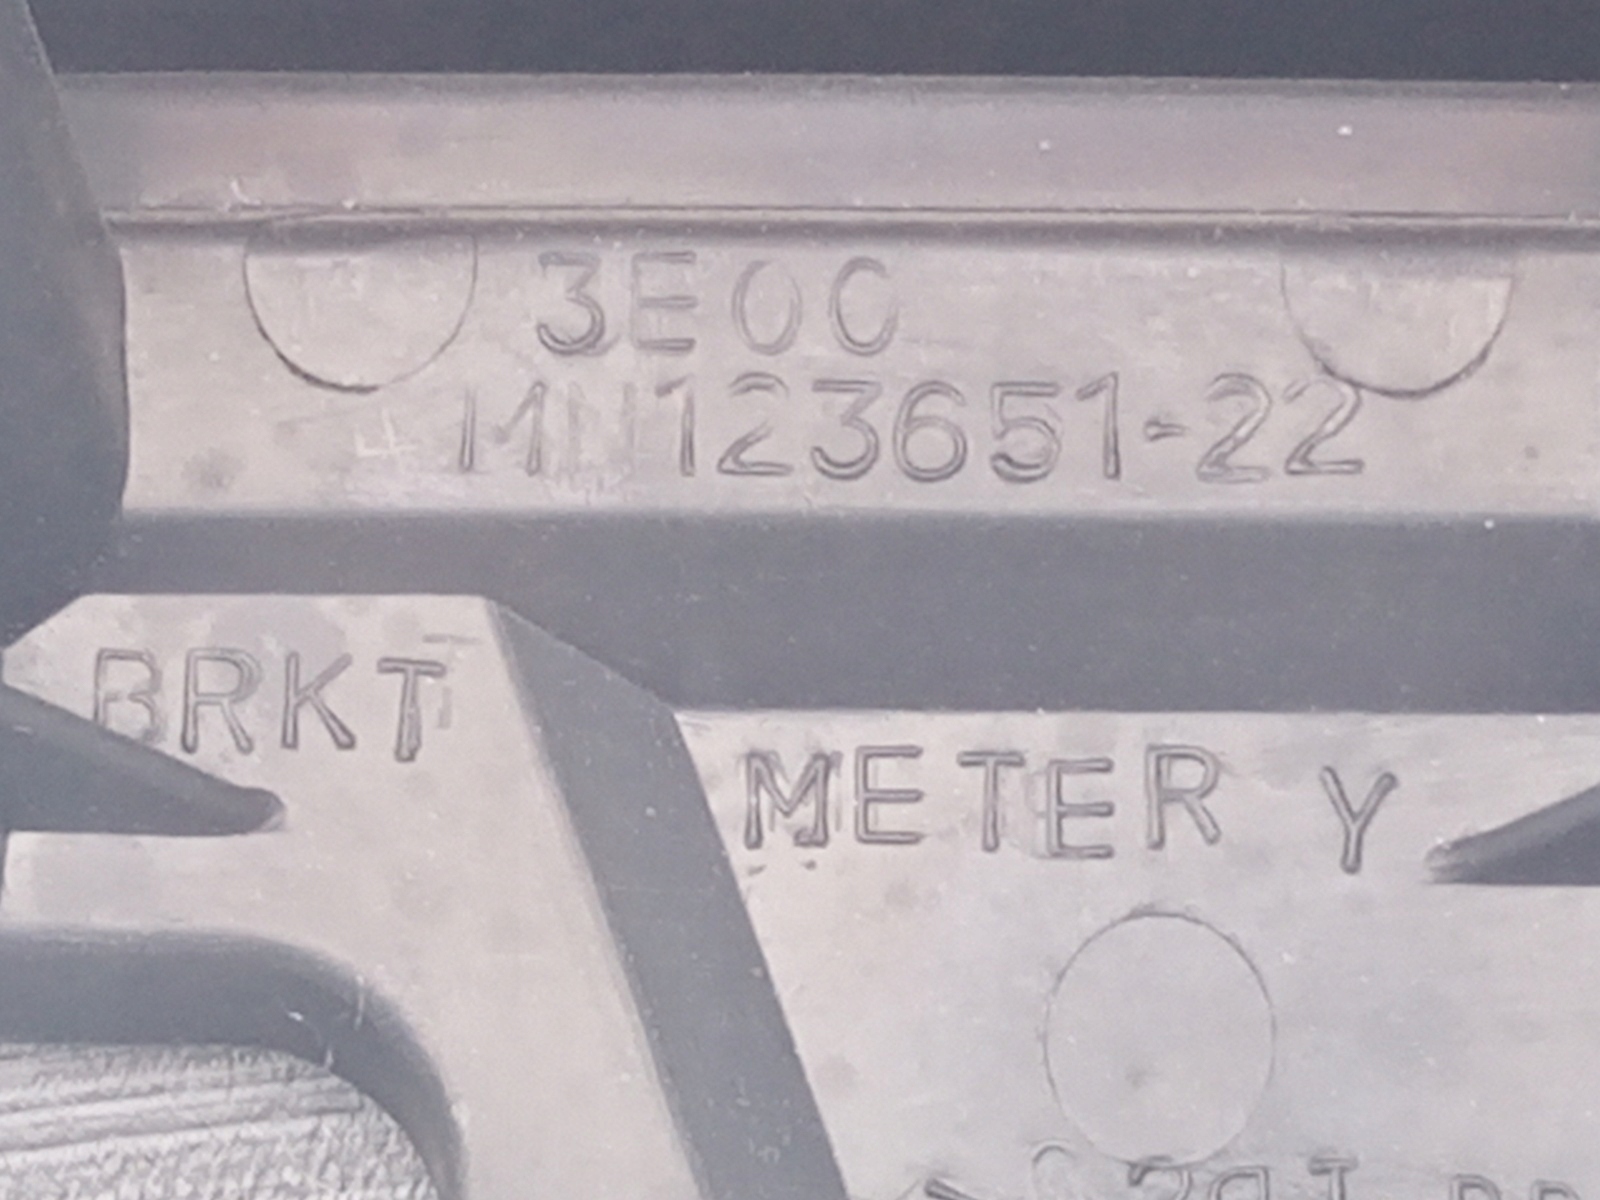 3E00
MN123651-22
BRKT METER Y